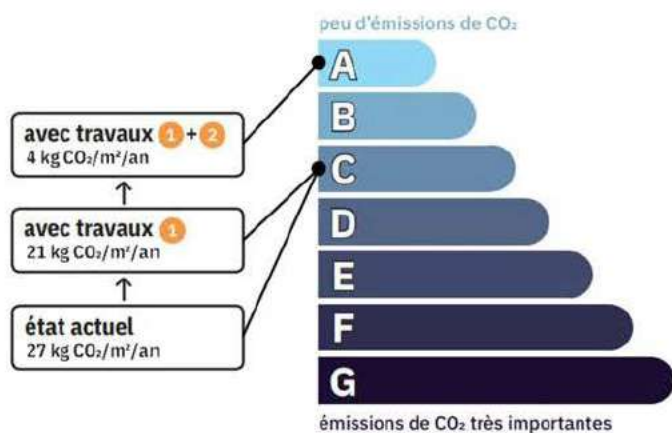 peu d'émissions de CO₂
A
B
C
D
E
F
G
émissions de CO₂ très importantes
avec travaux 1 + 2
4 kg CO₂/m²/an
avec travaux 1
21 kg CO₂/m²/an
état actuel
27 kg CO₂/m²/an